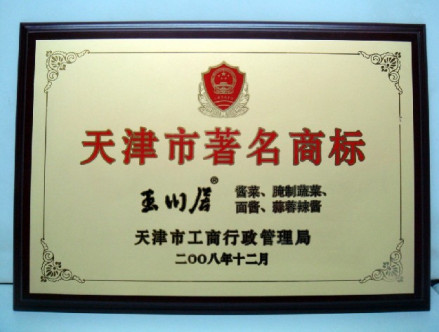 天津市著名商标
玉川居® 酱菜、腌制蔬菜、
面酱、蒜蓉辣酱
天津市工商行政管理局
二〇〇八年十二月